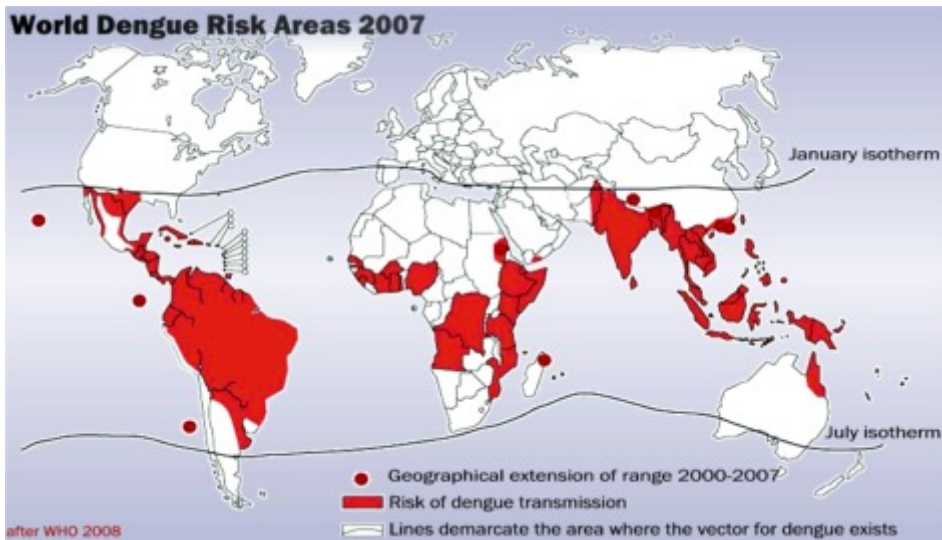 World Dengue Risk Areas 2007
January isotherm
July isotherm
Geographical extension of range 2000-2007
Risk of dengue transmission
Lines demarcate the area where the vector for dengue exists
after WHO 2008